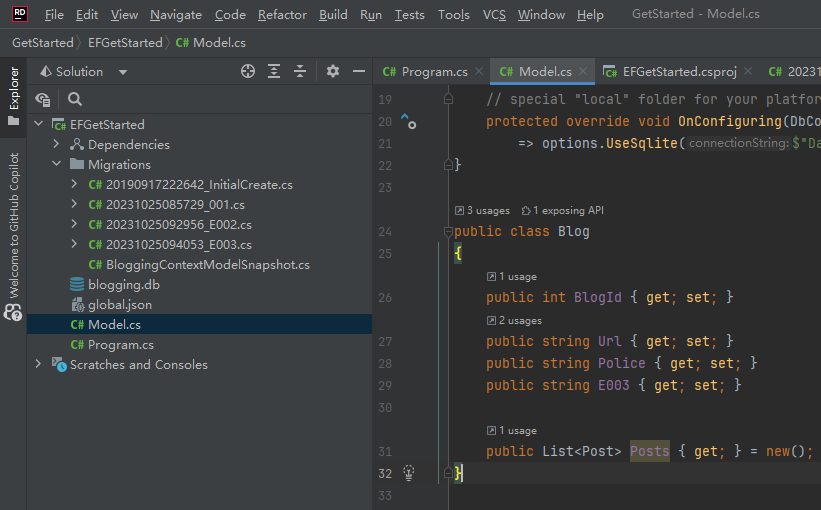 RD File Edit View Navigate Code Refactor Build Run Tests Tools VCS Window Help GetStarted - Model.cs
GetStarted EFGetStarted C# Model.cs
Explorer
Welcome to GitHub Copilot
Solution
EFGetStarted
Dependencies
Migrations
C# 20190917222642_InitialCreate.cs
C# 20231025085729_001.cs
C# 20231025092956_E002.cs
C# 20231025094053_E003.cs
C# BloggingContextModelSnapshot.cs
blogging.db
global.json
C# Model.cs
C# Program.cs
Scratches and Consoles
C# Program.cs C# Model.cs EFGetStarted.csproj C# 20231
19 // special "local" folder for your platfor
20 protected override void OnConfiguring(DbCo
21 => options.UseSqlite(connectionString:$"Da
22 }
23
3 usages 1 exposing API
24 public class Blog
25 {
1 usage
26 public int BlogId { get; set; }
2 usages
27 public string Url { get; set; }
28 public string Police { get; set; }
29 public string E003 { get; set; }
30
1 usage
31 public List<Post> Posts { get; } = new();
32 }
33